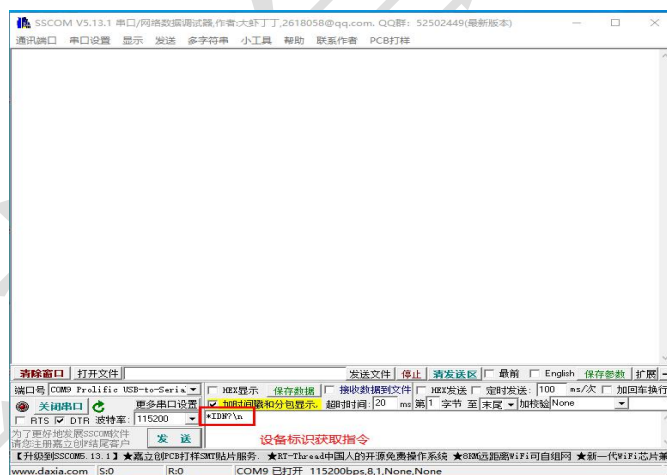 SSCOM V5.13.1 串口/网络数据调试器,作者:大虾丁丁,2618058@qq.com. QQ群: 52502449(最新版本)
通讯端口 串口设置 显示 发送 多字符串 小工具 帮助 联系作者 PCB打样
清除窗口 打开文件 发送文件 停止 清发送区 最前 English 保存参数 扩展 —
端口号 COM9 Prolific USB-to-Seria HEX显示 保存数据 接收数据到文件 HEX发送 定时发送: 100 ms/次 加回车换行
关闭串口 更多串口设置 加时间戳和分包显示, 超时时间: 20 ms 第1 字节 至 末尾 加校验 None
RTS DTR 波特率: 115200 *IDN?\n
为了更好地发展SSCOM软件
请您注册嘉立创F结尾客户 发 送 设备标识获取指令
【升级到SSCOM5.13.1】★嘉立创PCB打样SMT贴片服务. ★RT-Thread中国人的开源免费操作系统 ★8KM远距离WiFi可自组网 ★新一代WiFi芯片兼
www.daxia.com S:0 R:0 COM9 已打开 115200bps,8,1,None,None